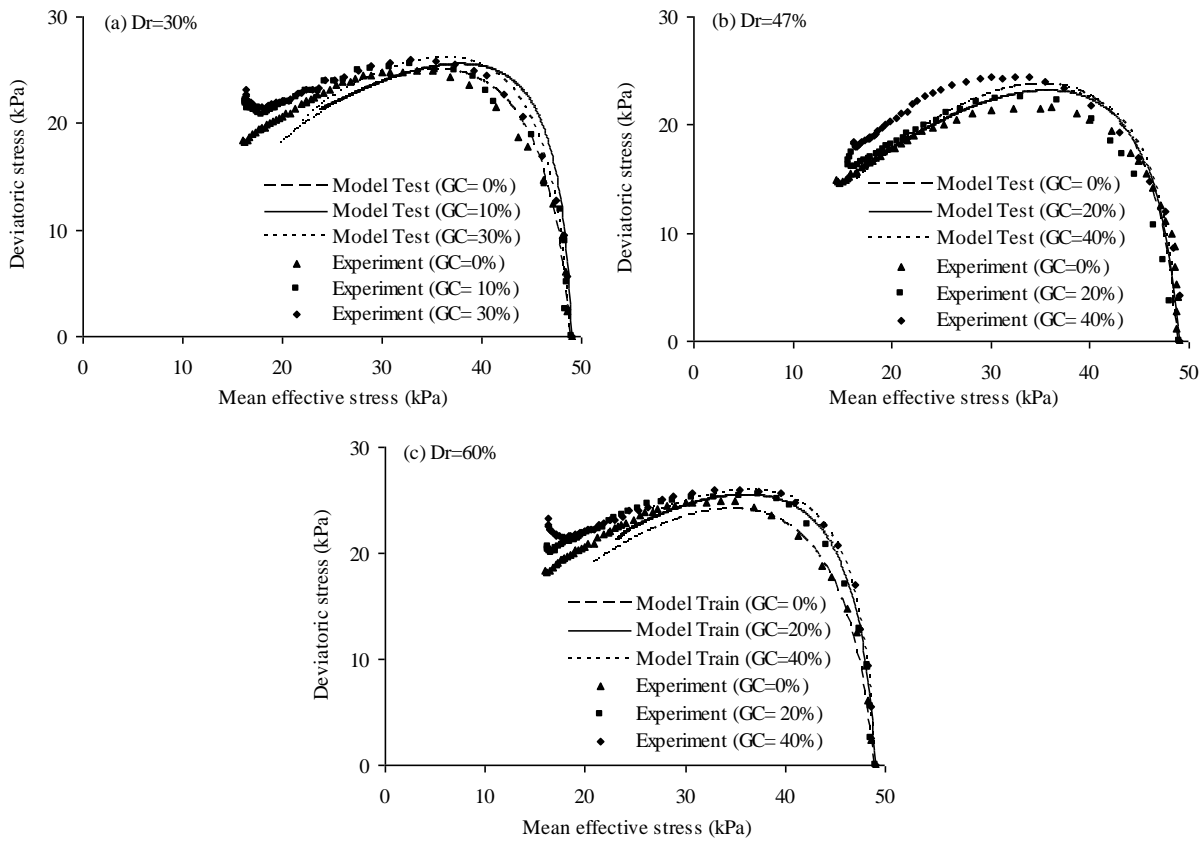 (a) Dr=30%
30
20
10
0
Deviatoric stress (kPa)
Model Test (GC= 0%)
Model Test (GC=10%)
Model Test (GC=30%)
Experiment (GC=0%)
Experiment (GC= 10%)
Experiment (GC= 30%)
0 10 20 30 40 50
Mean effective stress (kPa)
(b) Dr=47%
30
20
10
0
Deviatoric stress (kPa)
Model Test (GC= 0%)
Model Test (GC=20%)
Model Test (GC=40%)
Experiment (GC=0%)
Experiment (GC= 20%)
Experiment (GC= 40%)
0 10 20 30 40 50
Mean effective stress (kPa)
(c) Dr=60%
30
20
10
0
Deviatoric stress (kPa)
Model Train (GC= 0%)
Model Train (GC=20%)
Model Train (GC=40%)
Experiment (GC=0%)
Experiment (GC= 20%)
Experiment (GC= 40%)
0 10 20 30 40 50
Mean effective stress (kPa)